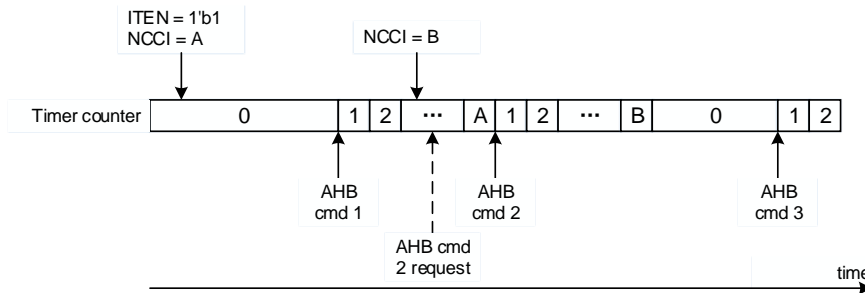 ITEN = 1'b1
NCCI = A
NCCI = B
Timer counter 0 1 2 ... A 1 2 ... B 0 1 2
AHB
cmd 1
AHB
cmd 2
AHB
cmd 3
AHB cmd
2 request
time